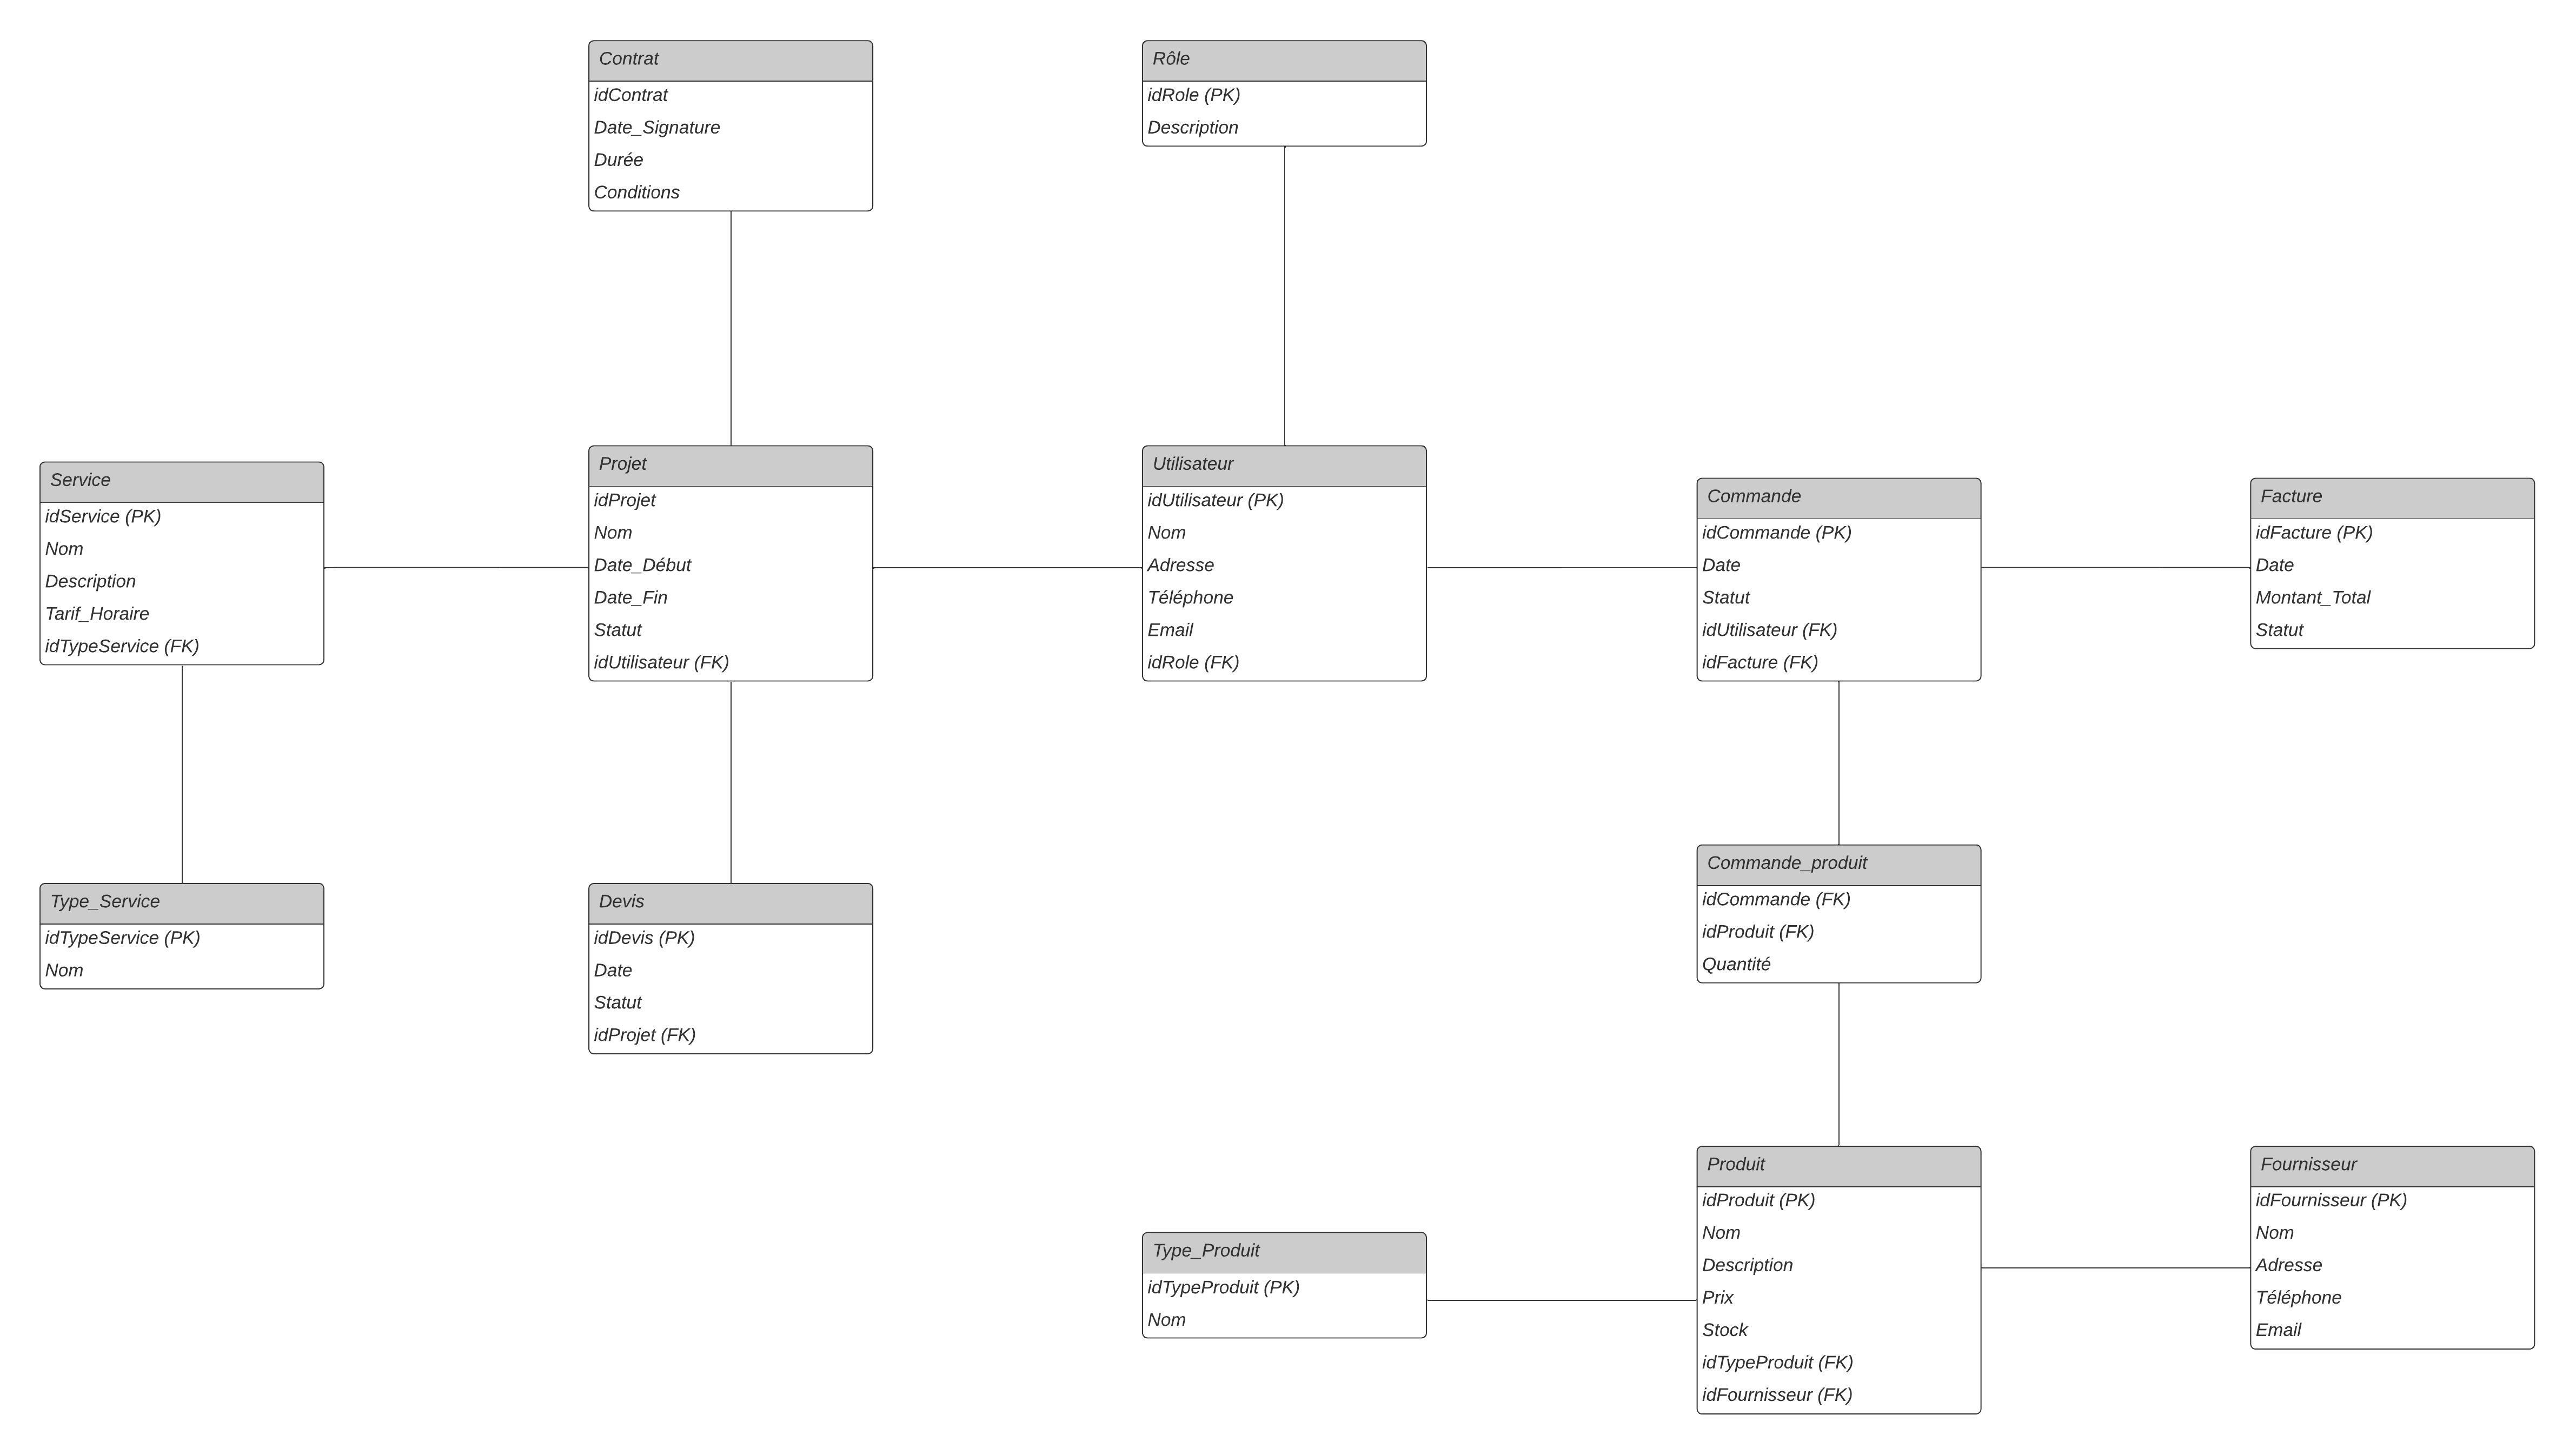 Contrat
idContrat
Date_Signature
Durée
Conditions
Rôle
idRole (PK)
Description
Service
idService (PK)
Nom
Description
Tarif_Horaire
idTypeService (FK)
Projet
idProjet
Nom
Date_Début
Date_Fin
Statut
idUtilisateur (FK)
Utilisateur
idUtilisateur (PK)
Nom
Adresse
Téléphone
Email
idRole (FK)
Commande
idCommande (PK)
Date
Statut
idUtilisateur (FK)
idFacture (FK)
Facture
idFacture (PK)
Date
Montant_Total
Statut
Type_Service
idTypeService (PK)
Nom
Devis
idDevis (PK)
Date
Statut
idProjet (FK)
Commande_produit
idCommande (FK)
idProduit (FK)
Quantité
Type_Produit
idTypeProduit (PK)
Nom
Produit
idProduit (PK)
Nom
Description
Prix
Stock
idTypeProduit (FK)
idFournisseur (FK)
Fournisseur
idFournisseur (PK)
Nom
Adresse
Téléphone
Email